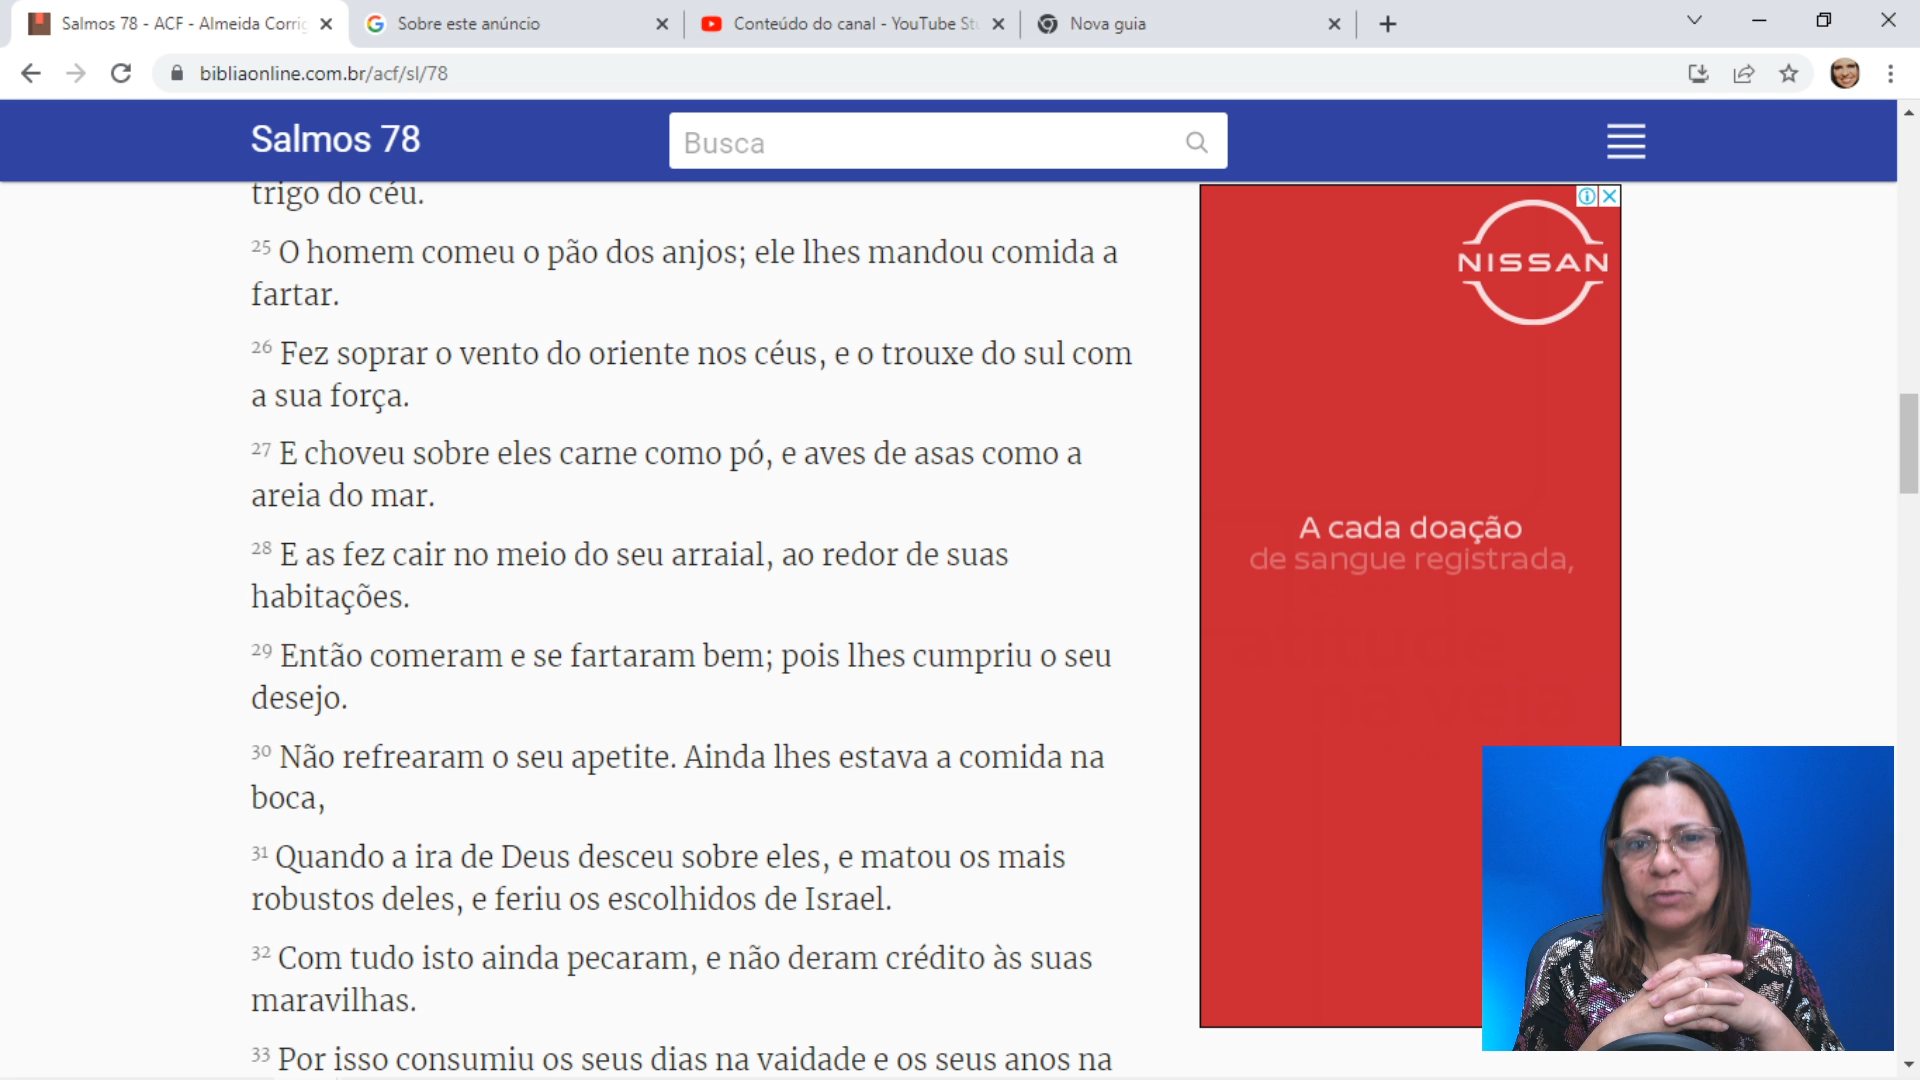 Salmos 78 - ACF - Almeida Corrig
Sobre este anúncio
Conteúdo do canal - YouTube Stu
Nova guia
bibliaonline.com.br/acf/sl/78
Salmos 78
Busca
trigo do céu.
25 O homem comeu o pão dos anjos; ele lhes mandou comida a
fartar.
26 Fez soprar o vento do oriente nos céus, e o trouxe do sul com
a sua força.
27 E choveu sobre eles carne como pó, e aves de asas como a
areia do mar.
28 E as fez cair no meio do seu arraial, ao redor de suas
habitações.
29 Então comeram e se fartaram bem; pois lhes cumpriu o seu
desejo.
30 Não refrearam o seu apetite. Ainda lhes estava a comida na
boca,
31 Quando a ira de Deus desceu sobre eles, e matou os mais
robustos deles, e feriu os escolhidos de Israel.
32 Com tudo isto ainda pecaram, e não deram crédito às suas
maravilhas.
33 Por isso consumiu os seus dias na vaidade e os seus anos na
NISSAN
A cada doação
de sangue registrada,